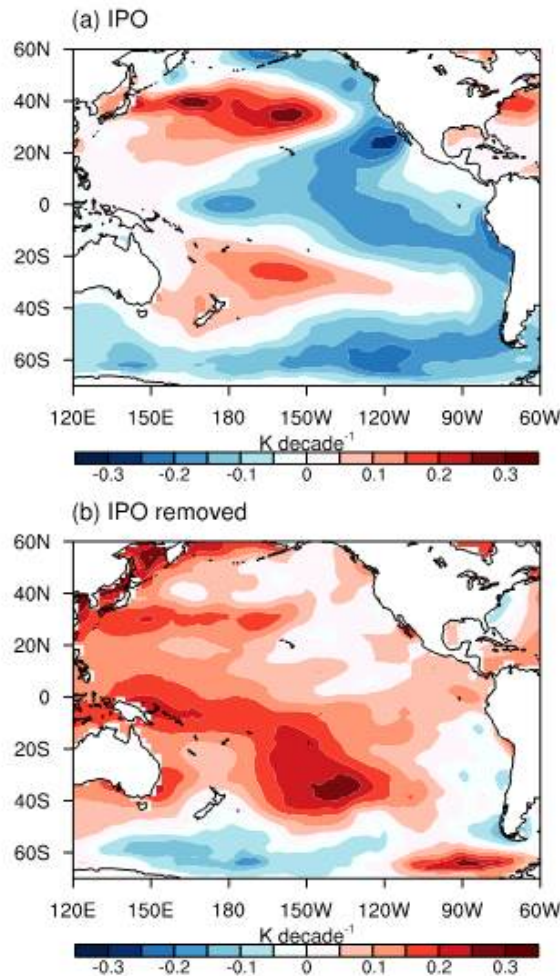 (a) IPO
60N
40N
20N
0
20S
40S
60S
120E 150E 180 150W 120W 90W 60W
K decade⁻¹
-0.3 -0.2 -0.1 0 0.1 0.2 0.3
(b) IPO removed
60N
40N
20N
0
20S
40S
60S
120E 150E 180 150W 120W 90W 60W
K decade⁻¹
-0.3 -0.2 -0.1 0 0.1 0.2 0.3